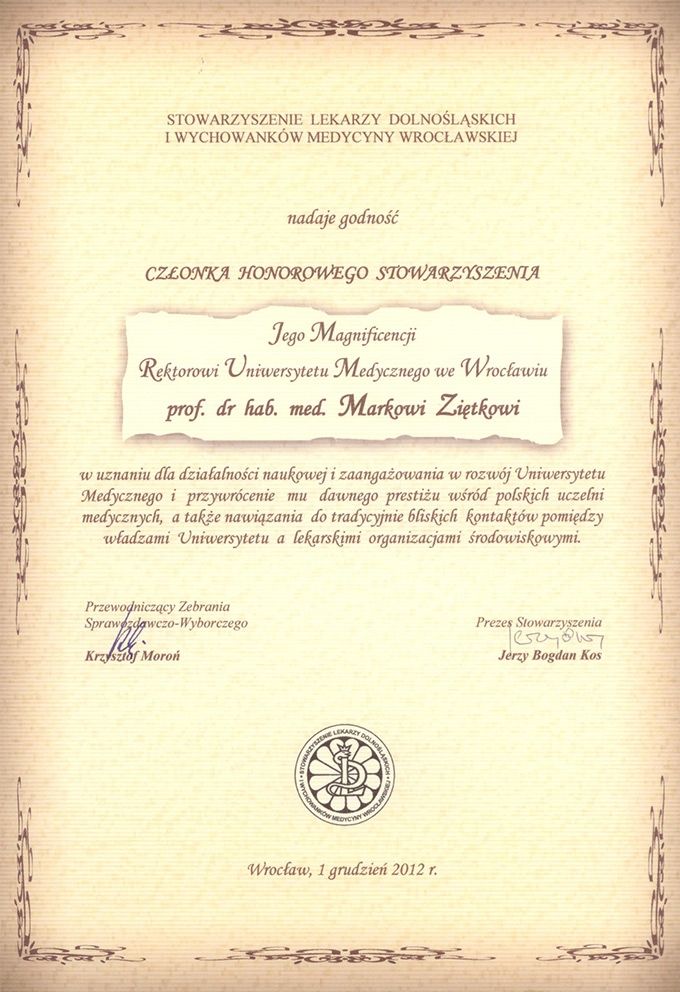 STOWARZYSZENIE LEKARZY DOLNOŚLĄSKICH
I WYCHOWANKÓW MEDYCYNY WROCŁAWSKIEJ
nadaje godność
CZŁONKA HONOROWEGO STOWARZYSZENIA
Jego Magnificencji
Rektorowi Uniwersytetu Medycznego we Wrocławiu
prof. dr hab. med. Markowi Ziętkowi
w uznaniu dla działalności naukowej i zaangażowania w rozwój Uniwersytetu
Medycznego i przywrócenie mu dawnego prestiżu wśród polskich uczelni
medycznych, a także nawiązania do tradycyjnie bliskich kontaktów pomiędzy
władzami Uniwersytetu a lekarskimi organizacjami środowiskowymi.
Przewodniczący Zebrania
Sprawozdawczo-Wyborczego
Krzysztof Moroń
Prezes Stowarzyszenia
Jerzy Bogdan Kos
STOWARZYSZENIE LEKARZY DOLNOŚLĄSKICH
I WYCHOWANKÓW MEDYCYNY WROCŁAWSKIEJ
Wrocław, 1 grudzień 2012 r.